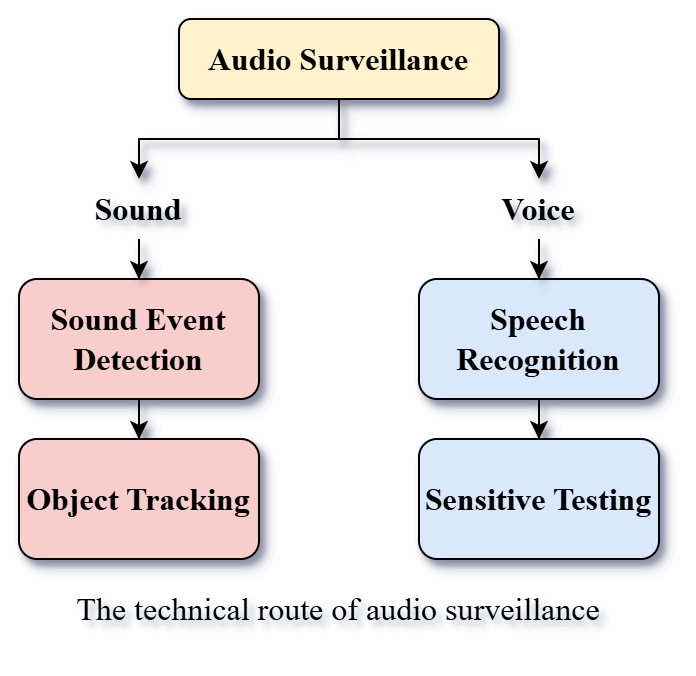 Audio Surveillance
Sound
Voice
Sound Event
Detection
Speech
Recognition
Object Tracking
Sensitive Testing
The technical route of audio surveillance